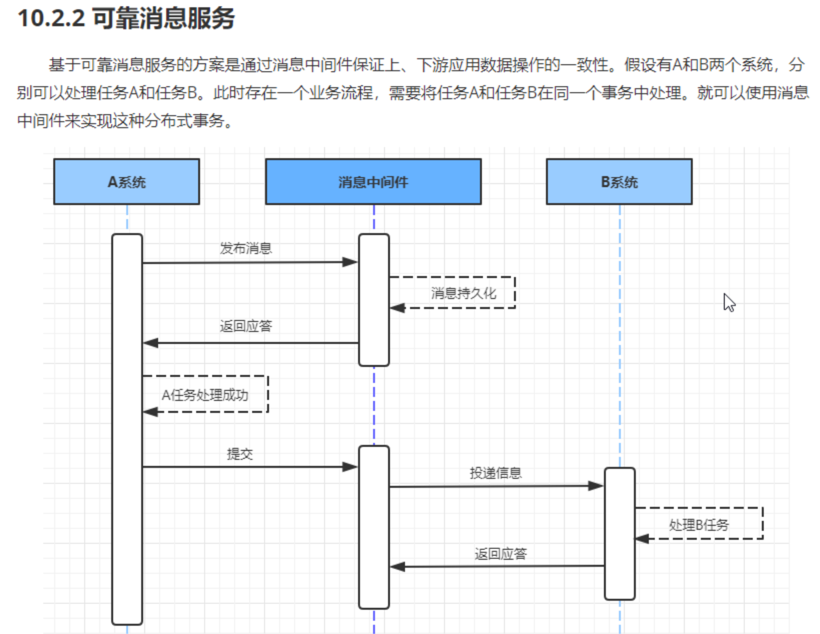 10.2.2 可靠消息服务
基于可靠消息服务的方案是通过消息中间件保证上、下游应用数据操作的一致性。假设有A和B两个系统，分
别可以处理任务A和任务B。此时存在一个业务流程，需要将任务A和任务B在同一个事务中处理。就可以使用消息
中间件来实现这种分布式事务。
A系统
消息中间件
B系统
发布消息
消息持久化
返回应答
A任务处理成功
提交
投递信息
处理B任务
返回应答